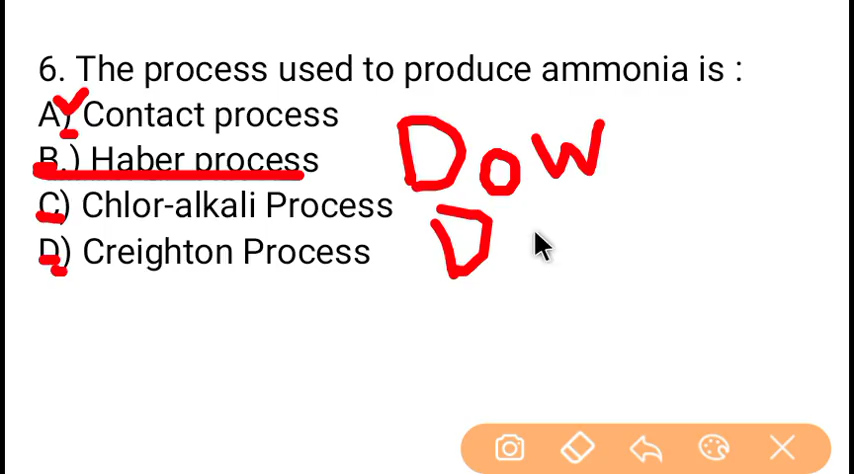 6. The process used to produce ammonia is :
A) Contact process
B.) Haber process
C) Chlor-alkali Process
D) Creighton Process
DOW
D